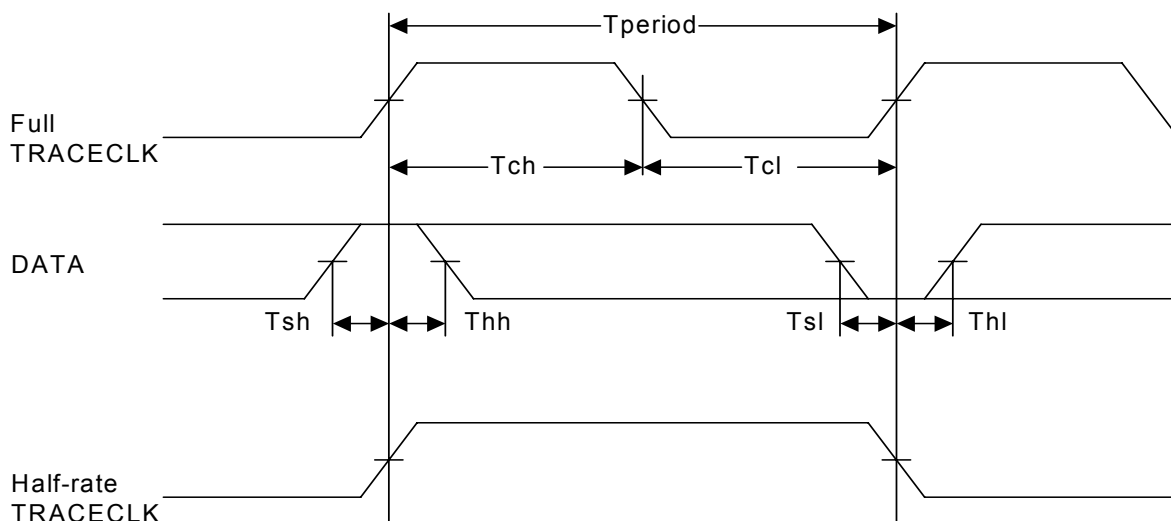 Tperiod
Full
TRACECLK
Tch
Tcl
DATA
Tsh
Thh
Tsl
Thl
Half-rate
TRACECLK